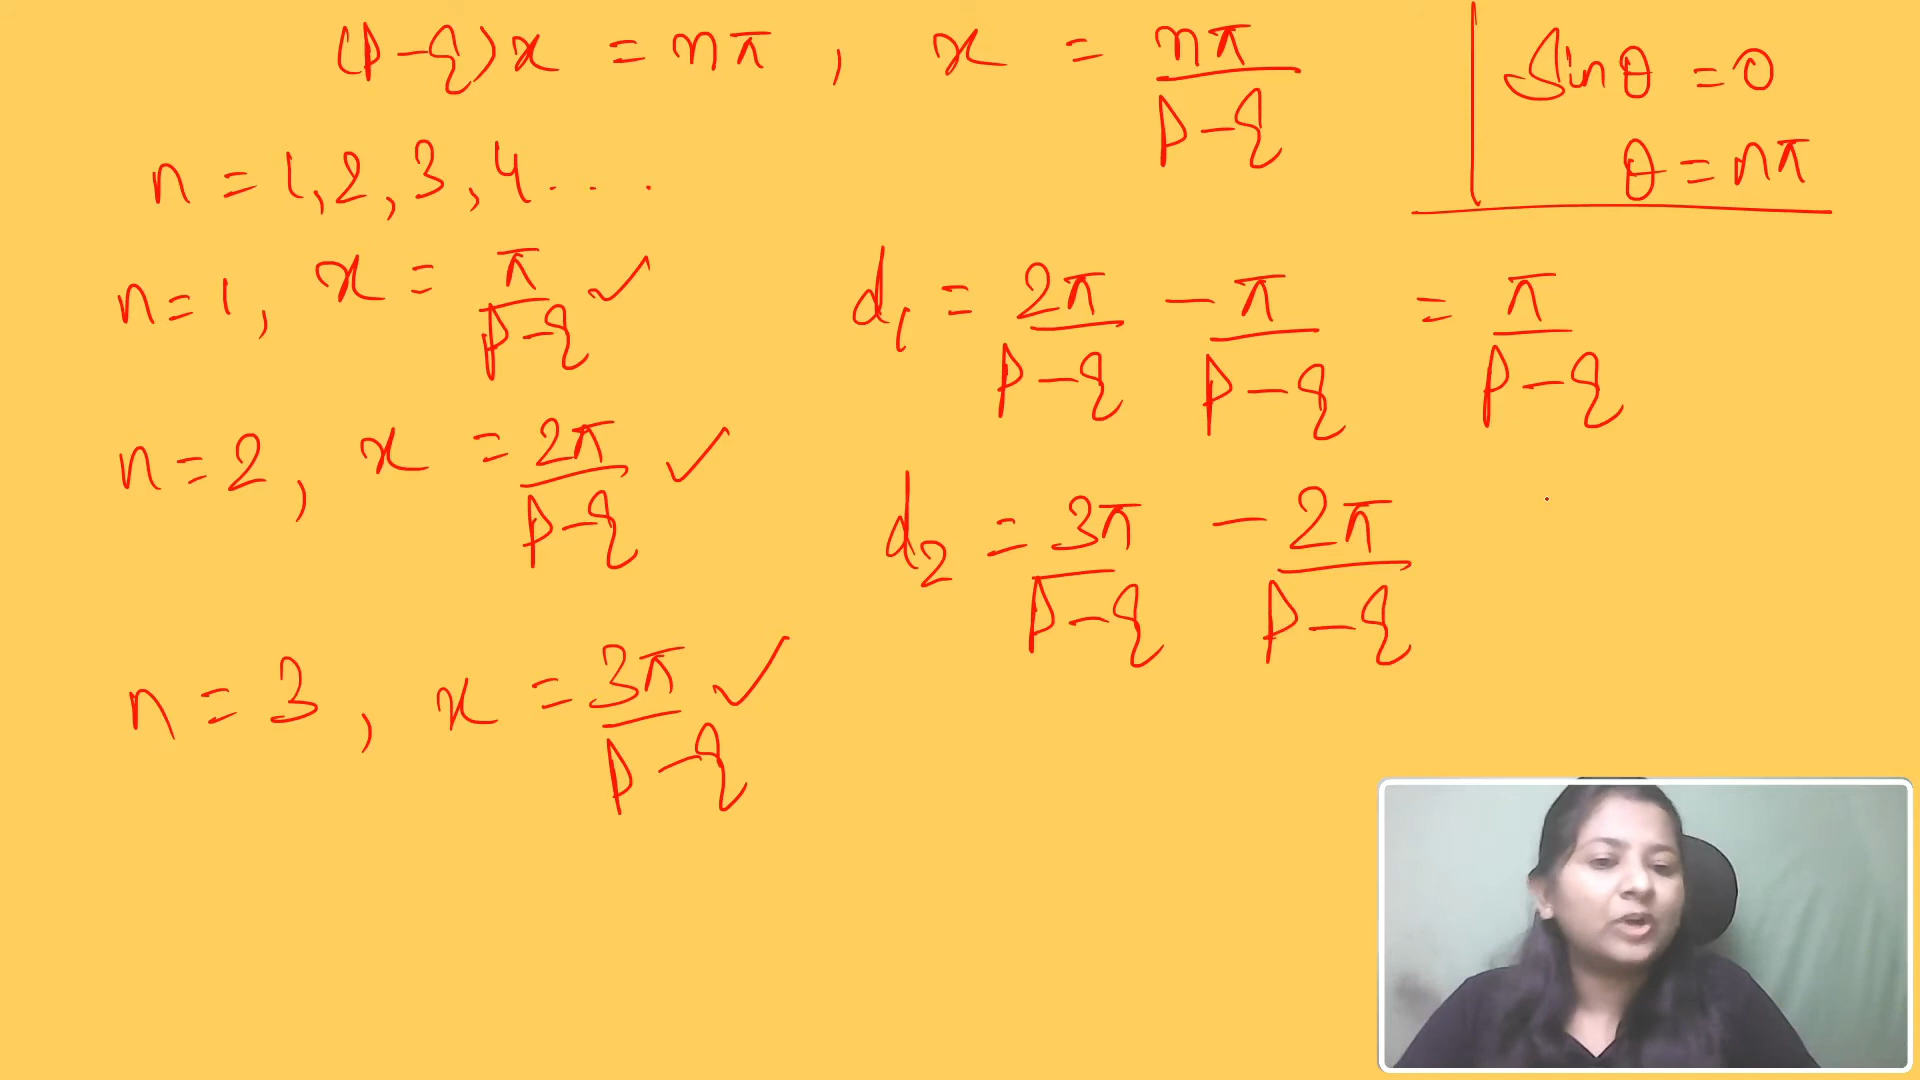 (p-q)x = nπ , x = nπ/(p-q)
sinθ = 0
θ = nπ
n = 1, 2, 3, 4 . . .
n=1, x = π/(p-q) ✓
d₁ = 2π/(p-q) - π/(p-q) = π/(p-q)
n=2, x = 2π/(p-q) ✓
d₂ = 3π/(p-q) - 2π/(p-q)
n=3, x = 3π/(p-q) ✓